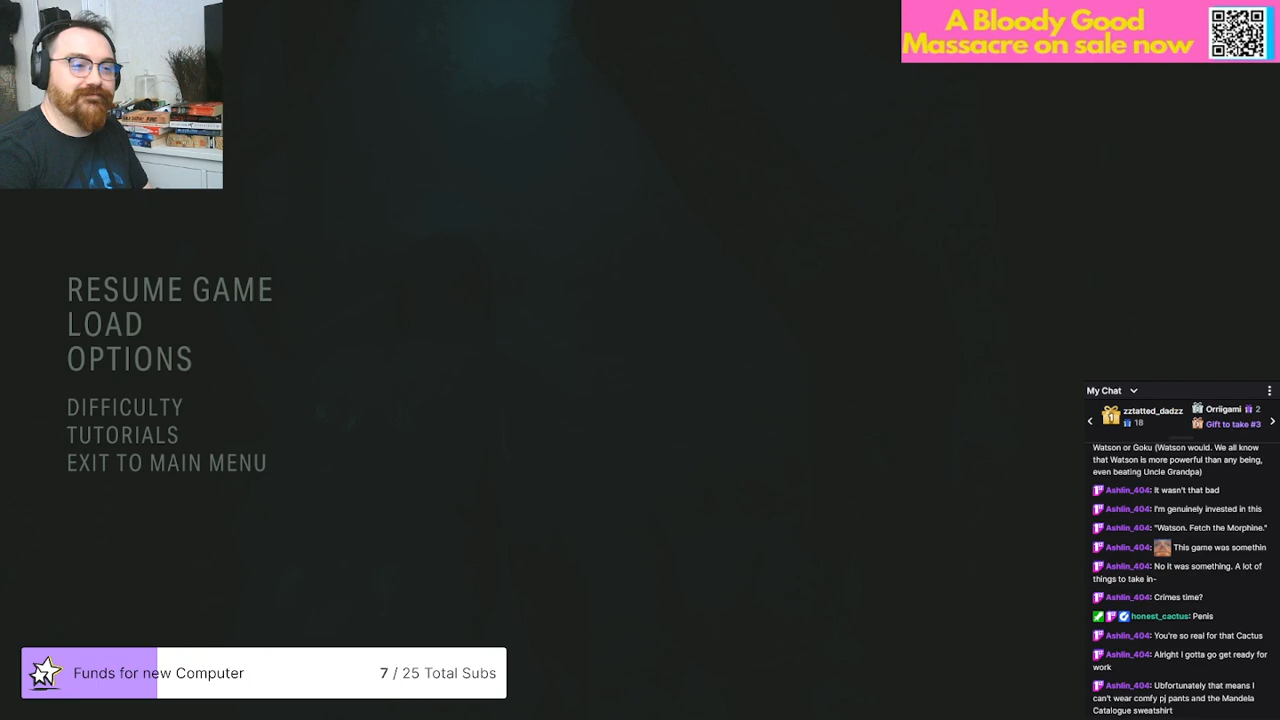 A Bloody Good
Massacre on sale now
RESUME GAME
LOAD
OPTIONS
DIFFICULTY
TUTORIALS
EXIT TO MAIN MENU
My Chat
zztatted_dadzz
18
Orriigami 2
Gift to take #3
Watson or Goku (Watson would. We all know
that Watson is more powerful than any being,
even beating Uncle Grandpa)
Ashlin_404: It wasn't that bad
Ashlin_404: I'm genuinely invested in this
Ashlin_404: "Watson. Fetch the Morphine."
Ashlin_404: This game was somethin
Ashlin_404: No it was something. A lot of
things to take in-
Ashlin_404: Crimes time?
honest_cactus: Penis
Ashlin_404: You're so real for that Cactus
Ashlin_404: Alright I gotta go get ready for
work
Ashlin_404: Ubfortunately that means I
can't wear comfy pj pants and the Mandela
Catalogue sweatshirt
Funds for new Computer
7 / 25 Total Subs